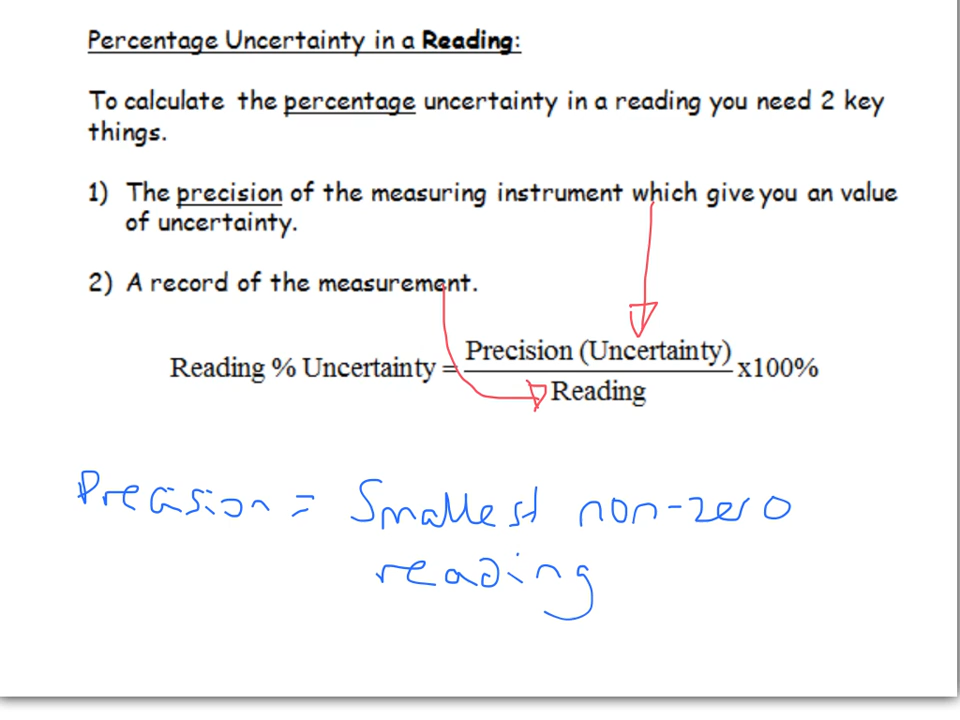 Percentage Uncertainty in a Reading:
To calculate the percentage uncertainty in a reading you need 2 key
things.
1) The precision of the measuring instrument which give you an value
of uncertainty.
2) A record of the measurement.
Reading % Uncertainty = Precision (Uncertainty) / Reading x100%
Precision = Smallest non-zero
reading